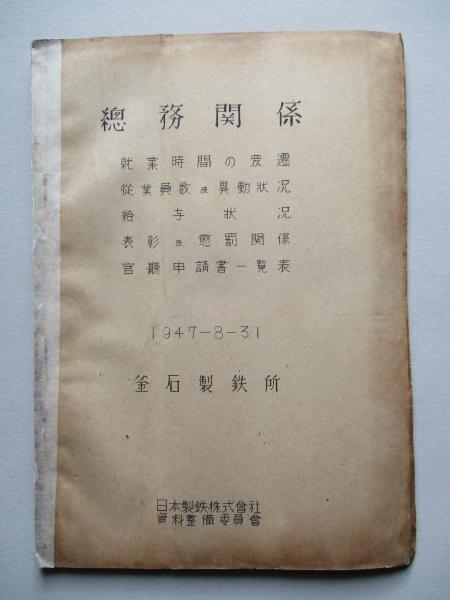 總務関係
就業時間の変遷
従業員数及異動狀況
給与狀況
表彰及懲罰関係
官廳申請書一覧表
1947-8-31
釜石製鉄所
日本製鉄株式會社
資料整備委員會